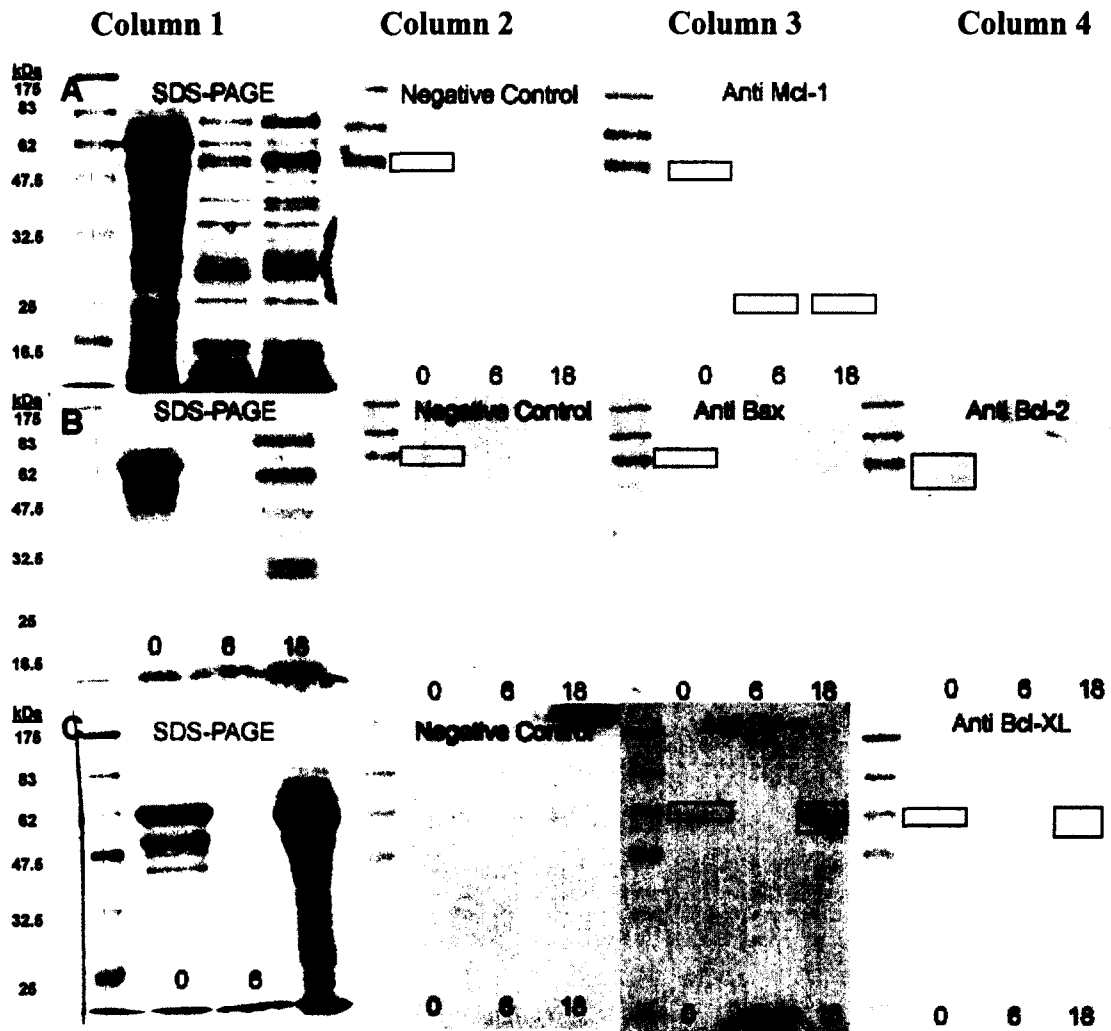 Column 1 Column 2 Column 3 Column 4
kDa
A
175
83
62
47.5
32.5
25
16.5
SDS-PAGE
Negative Control
Anti Mcl-1
0 6 18
0 6 18
kDa
B
175
83
62
47.5
32.5
25
16.5
SDS-PAGE
0 6 18
Negative Control
0 6 18
Anti Bax
0 6 18
Anti Bcl-2
0 6 18
kDa
C
175
83
62
47.5
32.5
25
SDS-PAGE
0 6
Negative Control
0 6 18
6 18
Anti Bcl-XL
0 6 18